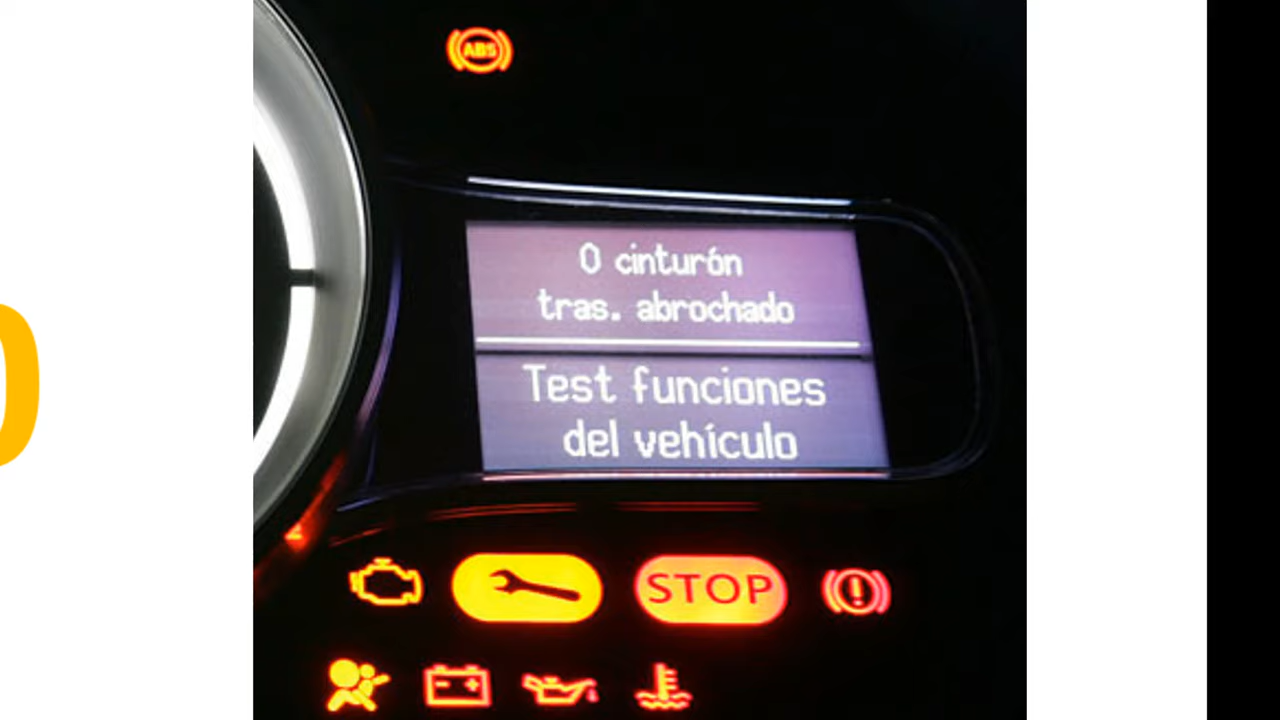 ABS
0 cinturón
tras. abrochado
Test funciones
del vehículo
STOP